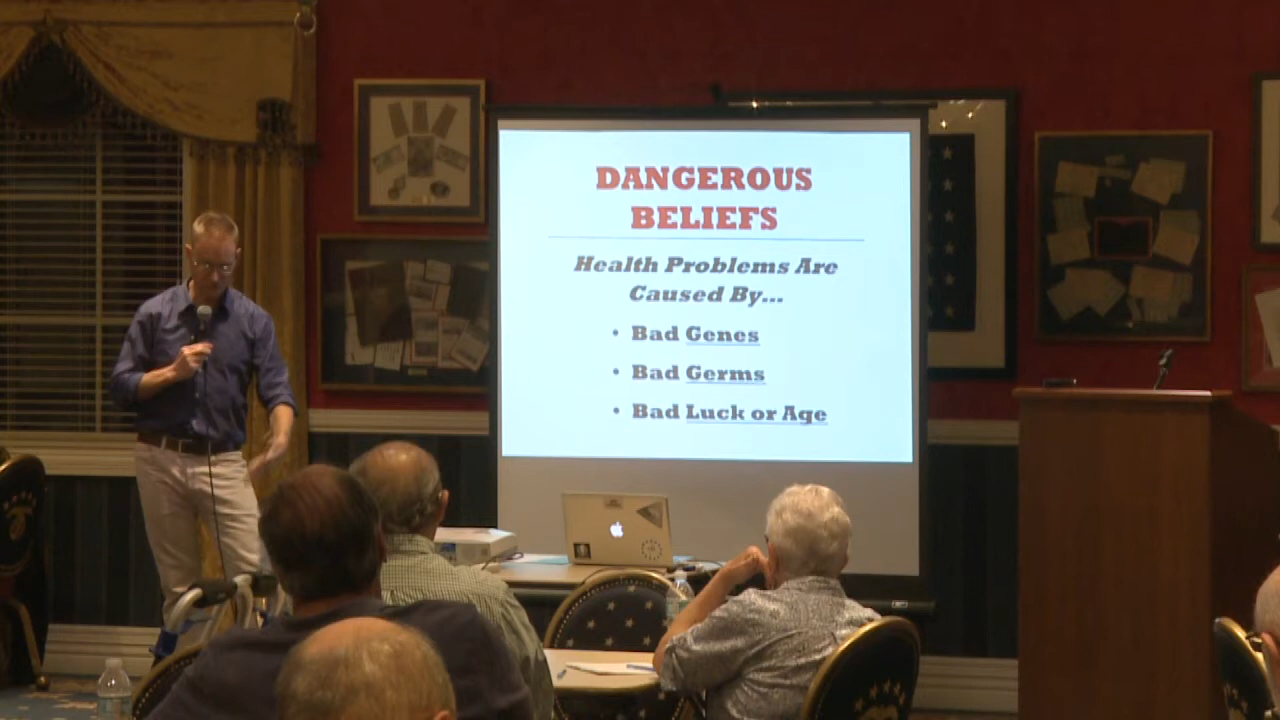 DANGEROUS
BELIEFS
Health Problems Are
Caused By...
• Bad Genes
• Bad Germs
• Bad Luck or Age